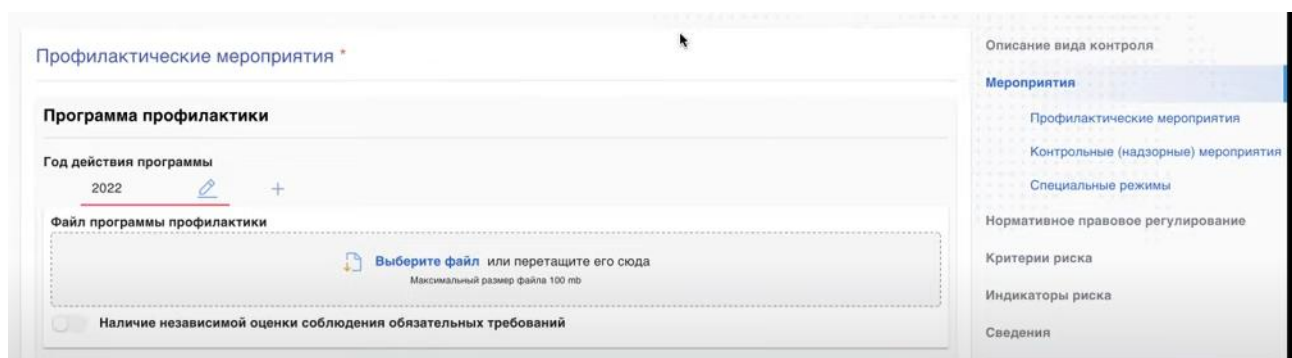 Профилактические мероприятия *
Программа профилактики
Год действия программы
2022
Файл программы профилактики
Выберите файл или перетащите его сюда
Максимальный размер файла 100 mb
Наличие независимой оценки соблюдения обязательных требований
Описание вида контроля
Мероприятия
Профилактические мероприятия
Контрольные (надзорные) мероприятия
Специальные режимы
Нормативное правовое регулирование
Критерии риска
Индикаторы риска
Сведения